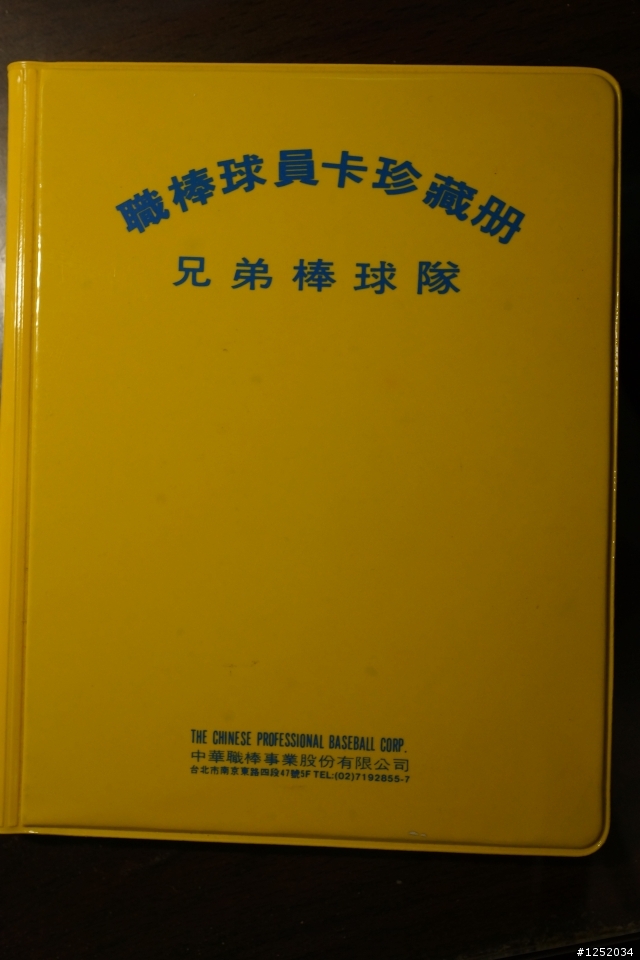 職棒球員卡珍藏册
兄弟棒球隊
THE CHINESE PROFESSIONAL BASEBALL CORP.
中華職棒事業股份有限公司
台北市南京東路四段47號5F TEL:(02)7192855-7
#1252034